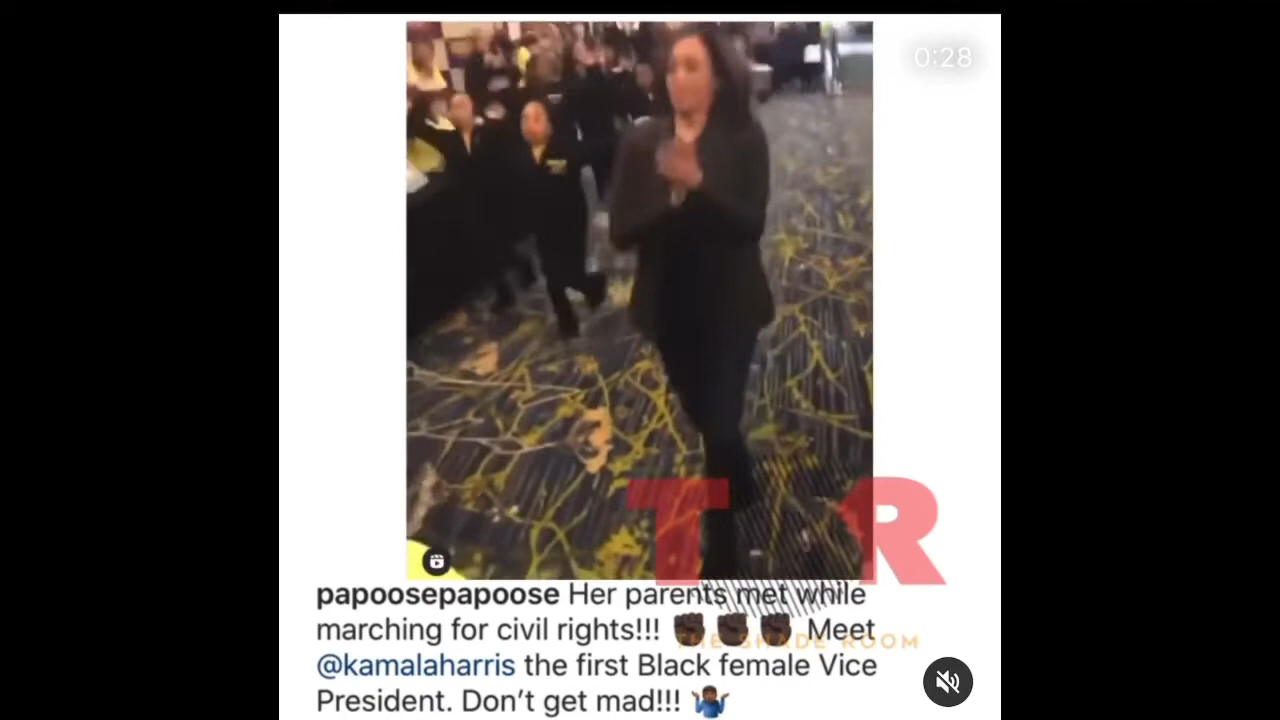 0:28
T R
papoosepapoose Her parents met while
marching for civil rights!!! ✊🏿✊🏿✊🏿 Meet
THE SHADE ROOM
@kamalaharris the first Black female Vice
President. Don’t get mad!!! 🤷🏾‍♂️